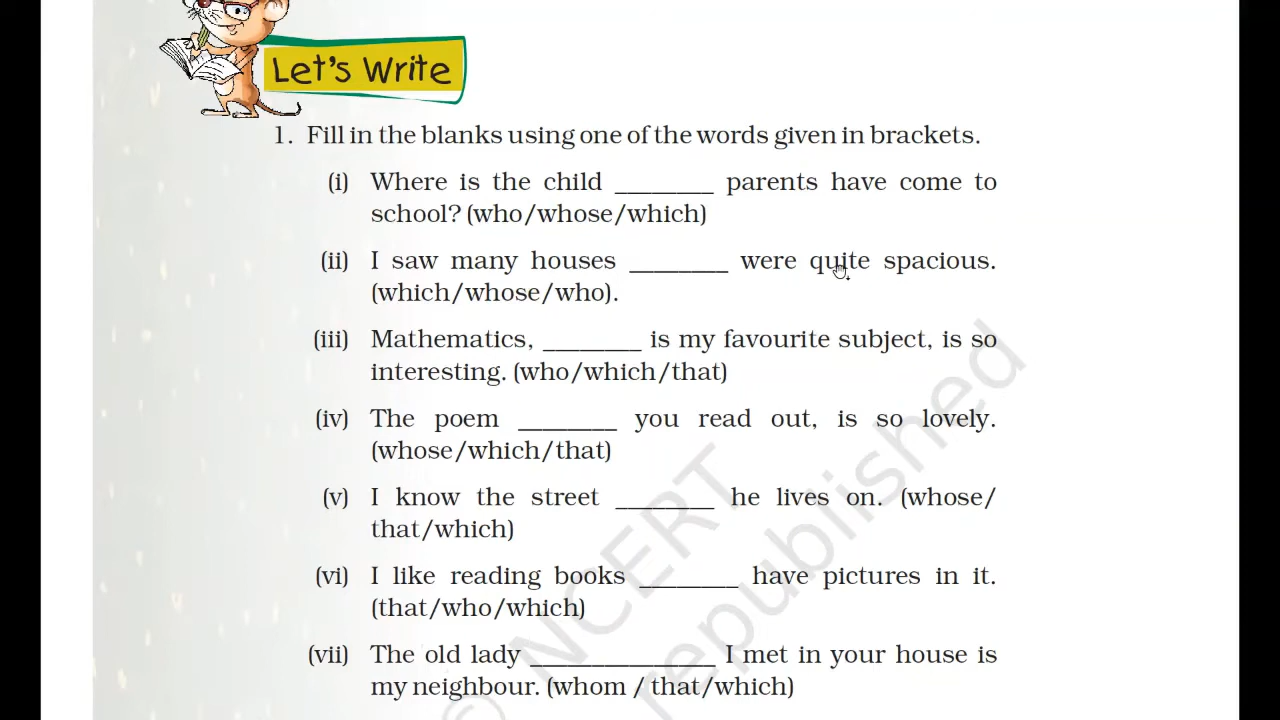 Let's Write
1. Fill in the blanks using one of the words given in brackets.
(i) Where is the child ________ parents have come to
school? (who/whose/which)
(ii) I saw many houses ________ were quite spacious.
(which/whose/who).
(iii) Mathematics, ________ is my favourite subject, is so
interesting. (who/which/that)
(iv) The poem ________ you read out, is so lovely.
(whose/which/that)
(v) I know the street ________ he lives on. (whose/
that/which)
(vi) I like reading books ________ have pictures in it.
(that/who/which)
(vii) The old lady _______________ I met in your house is
my neighbour. (whom / that/which)
© NCERT
republished